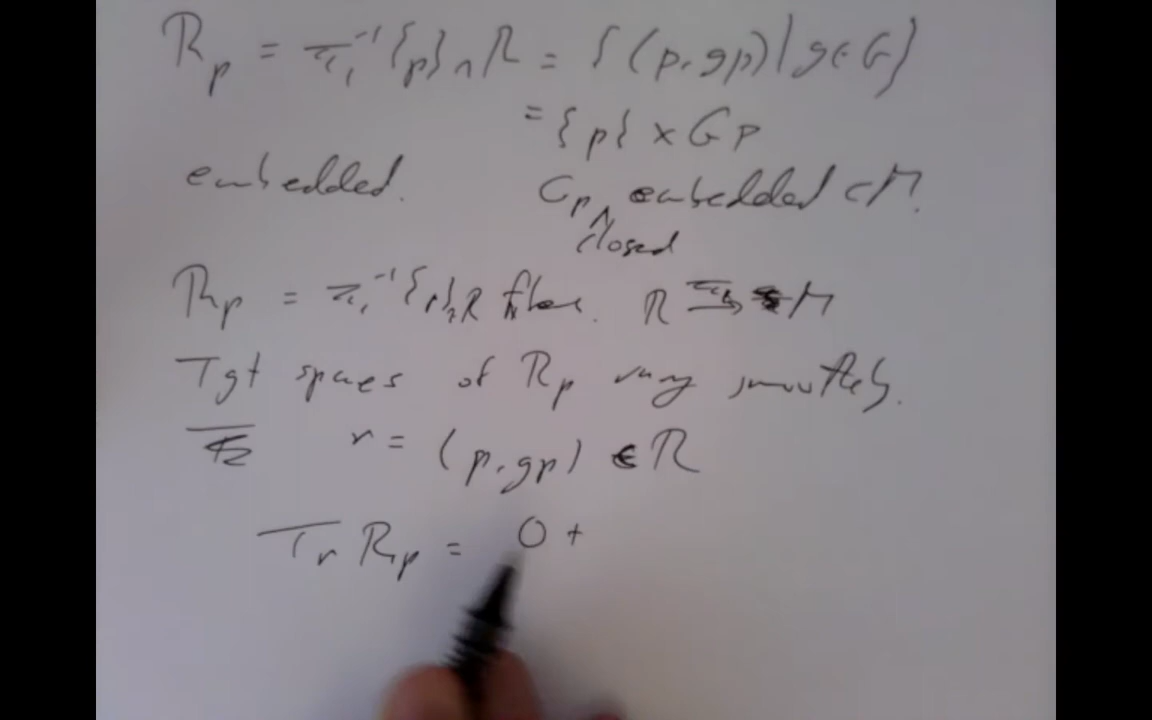 R_p = π_1^{-1}{p} ∩ R = {(p, gp) | g ∈ G}
= {p} × Gp
embedded. Gp embedded ⊂ M.
closed
R_p = π_1^{-1}{p} ∩ R fibers. R → M
Tgt spaces of R_p vary smoothly.
r = (p, gp) ∈ R
T_r R_p = 0 +